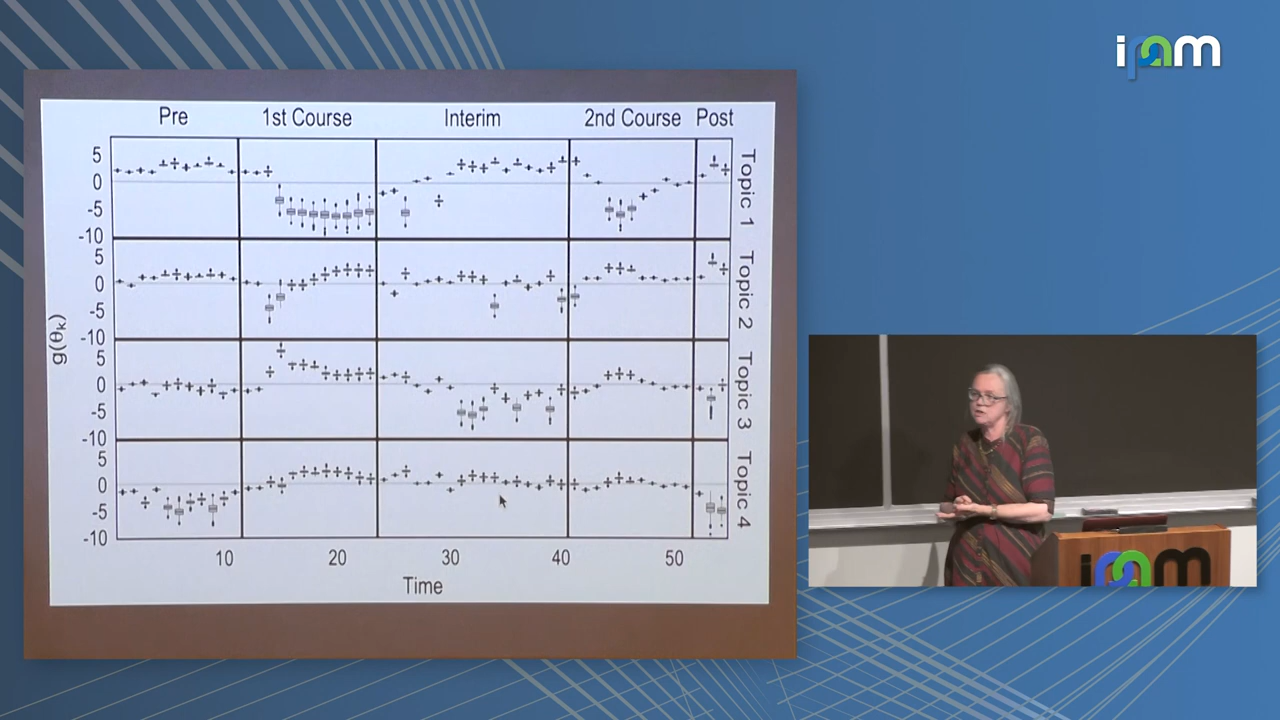 ipam
Pre 1st Course Interim 2nd Course Post
5
0
-5
-10
Topic 1
5
0
-5
-10
Topic 2
5
0
-5
-10
Topic 3
5
0
-5
-10
Topic 4
g(θₖ)
10 20 30 40 50
Time
ipam